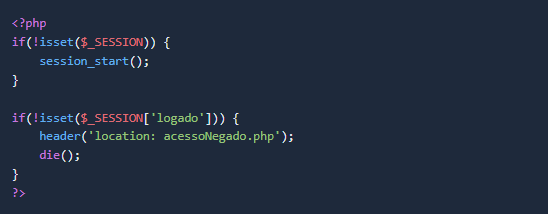 <?php
if(!isset($_SESSION)) {
    session_start();
}

if(!isset($_SESSION['logado'])) {
    header('location: acessoNegado.php');
    die();
}
?>